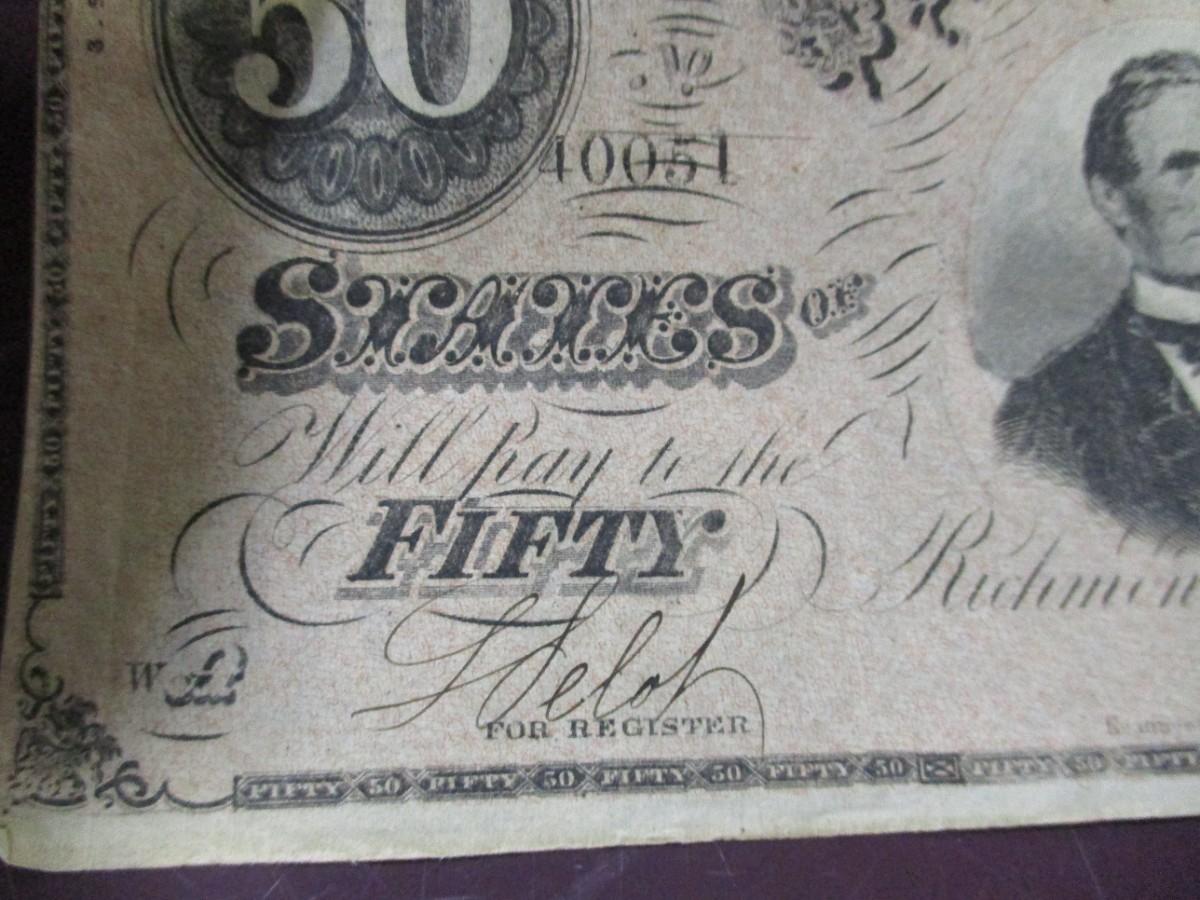 50
40051
STATES OF
Will pay to the
FIFTY
Richmon
W
FOR REGISTER
FIFTY 50 FIFTY 50 FIFTY 50 FIFTY 50 FIFTY 50 FIFTY